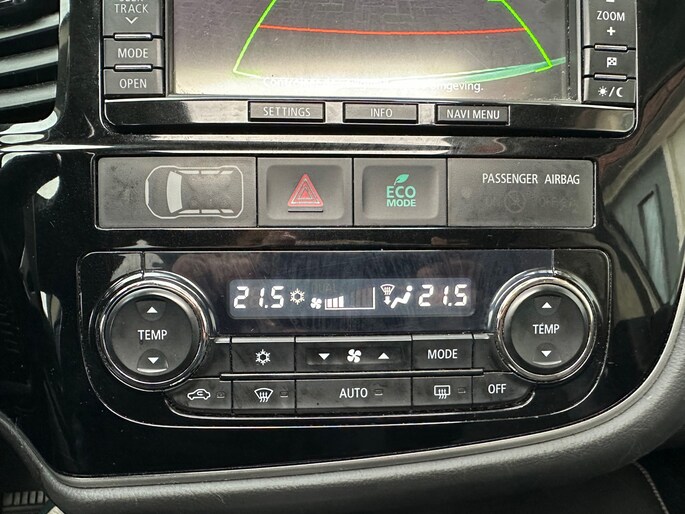 SEEK
TRACK
MODE
OPEN
ZOOM
+
SETTINGS
INFO
NAVI MENU
omgeving.
ECO
MODE
PASSENGER AIRBAG
21.5
21.5
TEMP
TEMP
MODE
AUTO
OFF